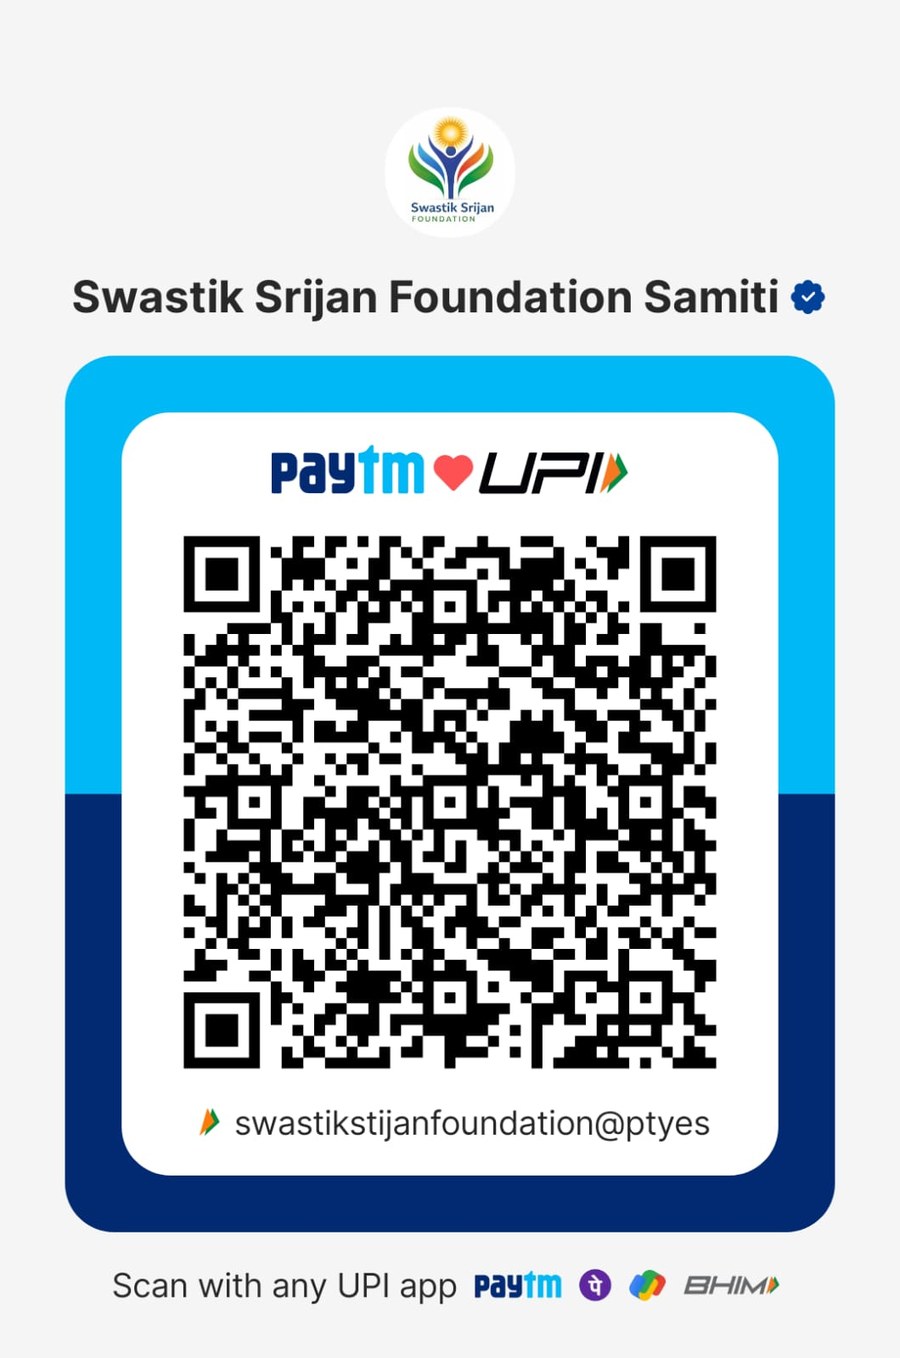 Swastik Srijan
FOUNDATION
Swastik Srijan Foundation Samiti
paytm UPI
swastikstijanfoundation@ptyes
Scan with any UPI app paytm पे BHIM